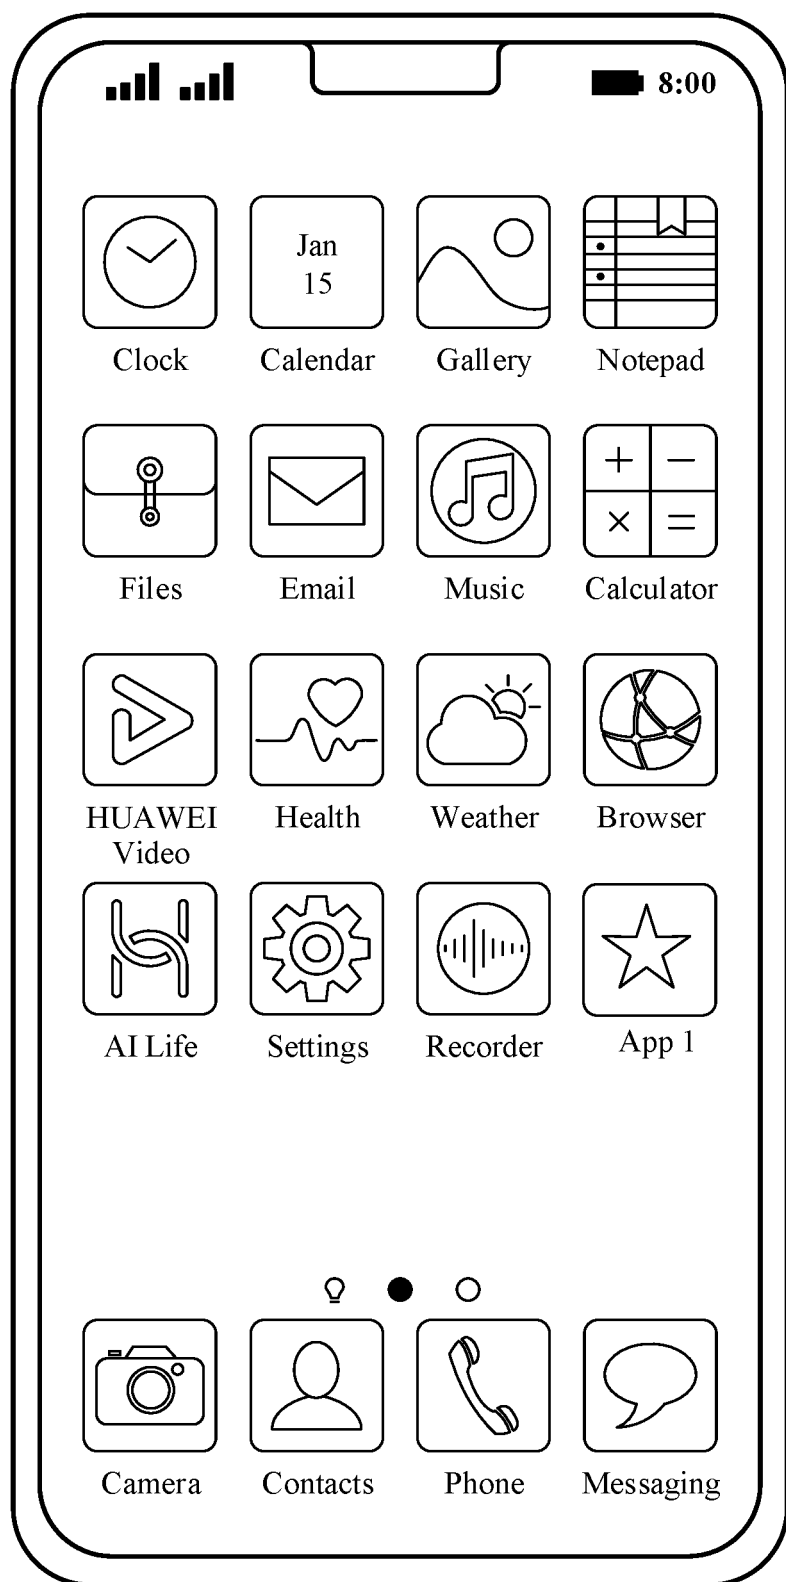 8:00
Jan
15
Clock Calendar Gallery Notepad
+ −
× =
Files Email Music Calculator
HUAWEI Health Weather Browser
Video
AI Life Settings Recorder App 1
Camera Contacts Phone Messaging